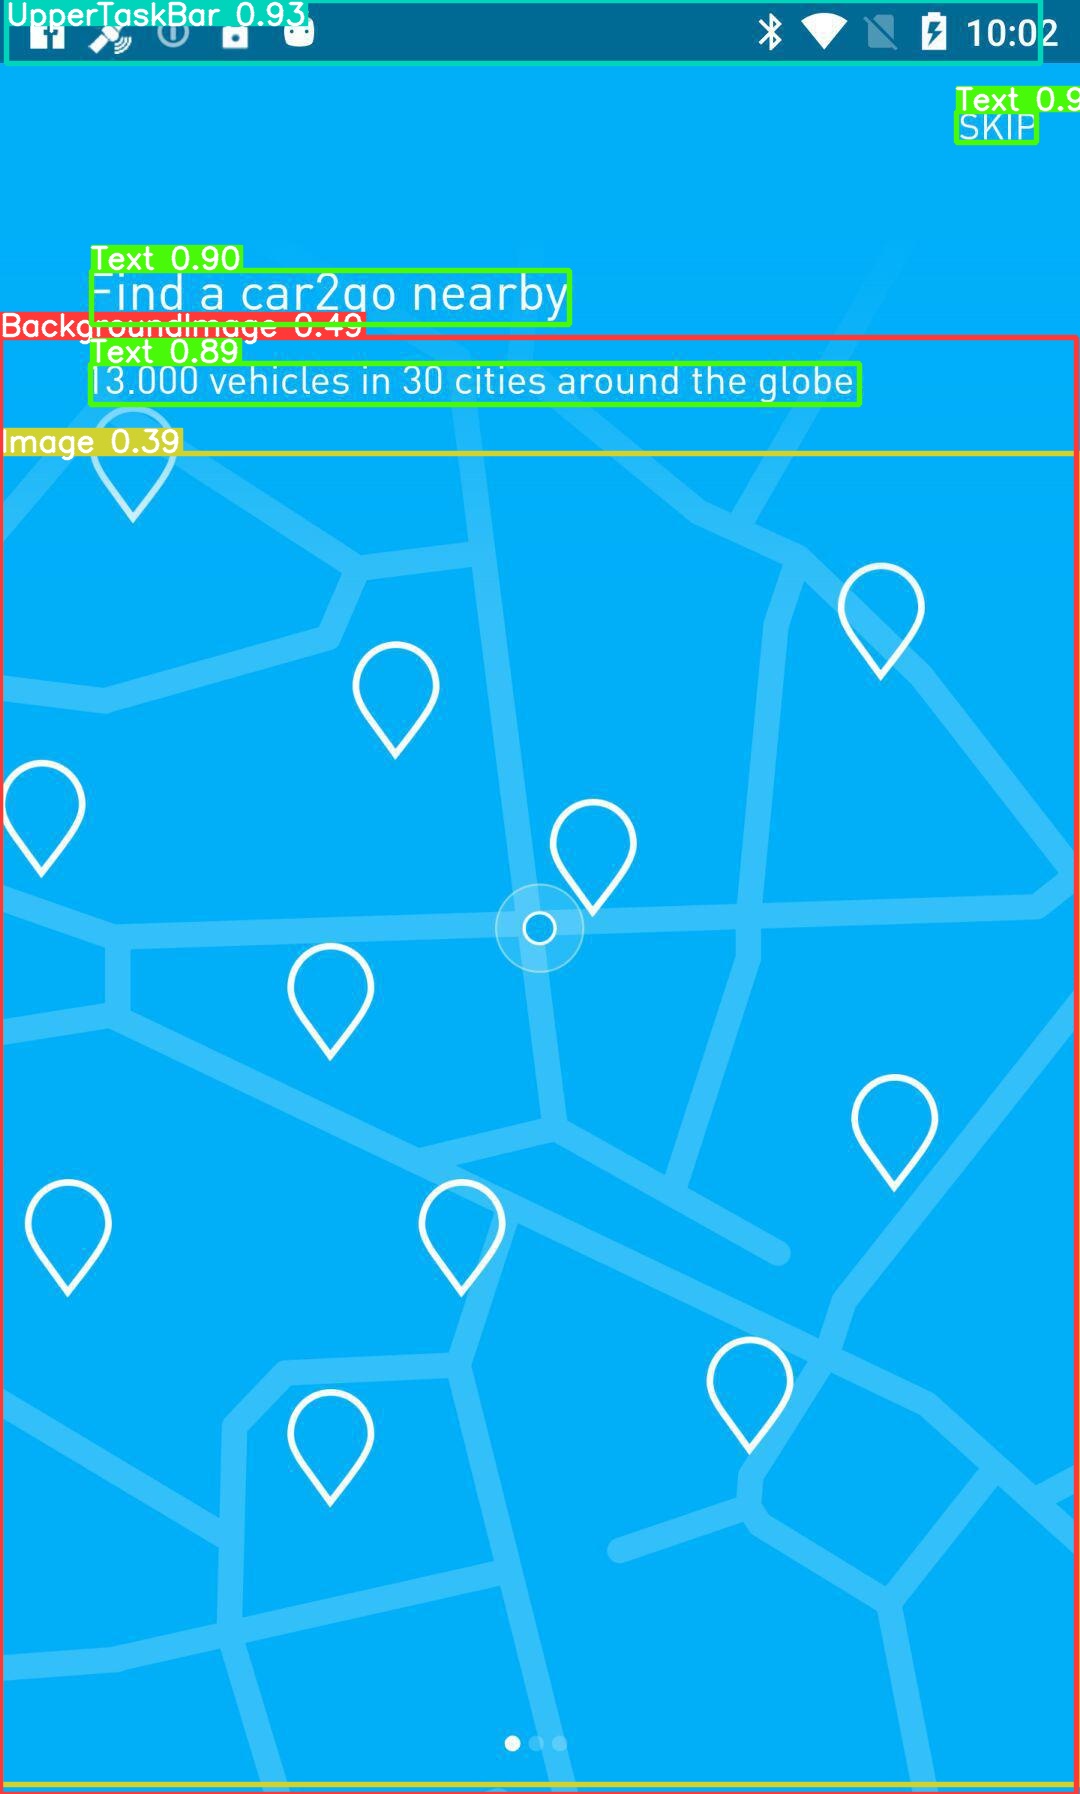 UpperTaskBar 0.93
10:02
Text 0.9
SKIP
Text 0.90
Find a car2go nearby
BackgroundImage 0.49
Text 0.89
13.000 vehicles in 30 cities around the globe
Image 0.39